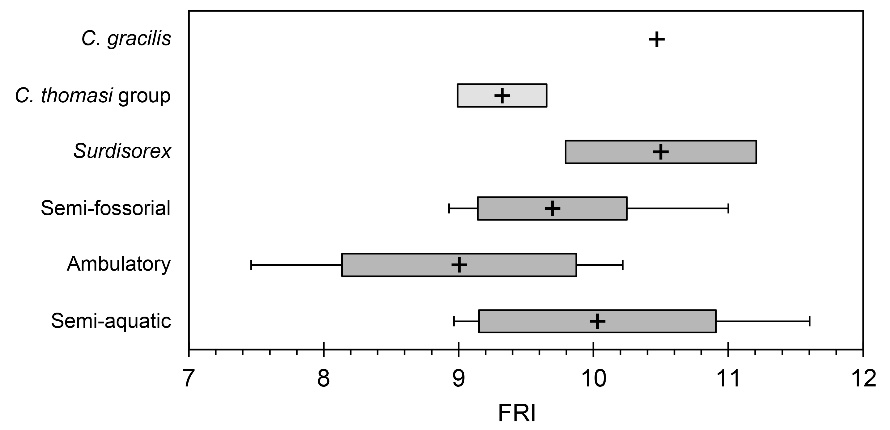 C. gracilis
C. thomasi group
Surdisorex
Semi-fossorial
Ambulatory
Semi-aquatic
7 8 9 10 11 12
FRI